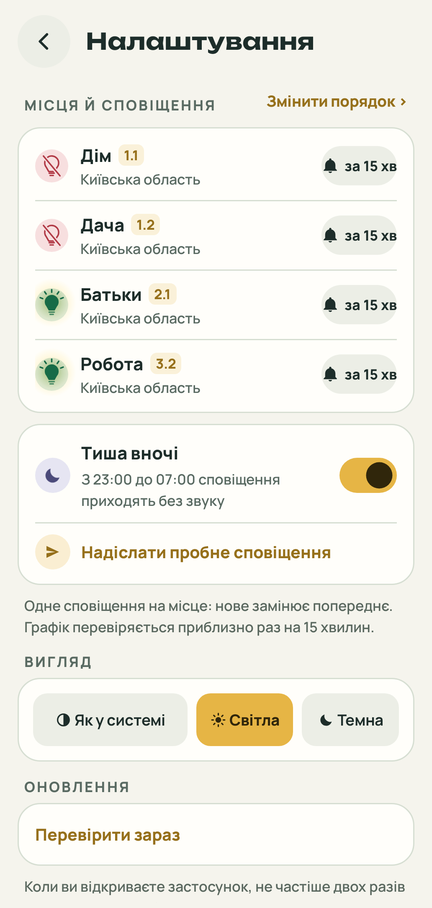 Налаштування
МІСЦЯ Й СПОВІЩЕННЯ
Змінити порядок ›
Дім 1.1
Київська область
за 15 хв
Дача 1.2
Київська область
за 15 хв
Батьки 2.1
Київська область
за 15 хв
Робота 3.2
Київська область
за 15 хв
Тиша вночі
З 23:00 до 07:00 сповіщення
приходять без звуку
Надіслати пробне сповіщення
Одне сповіщення на місце: нове замінює попереднє.
Графік перевіряється приблизно раз на 15 хвилин.
ВИГЛЯД
Як у системі
Світла
Темна
ОНОВЛЕННЯ
Перевірити зараз
Коли ви відкриваєте застосунок, не частіше двох разів